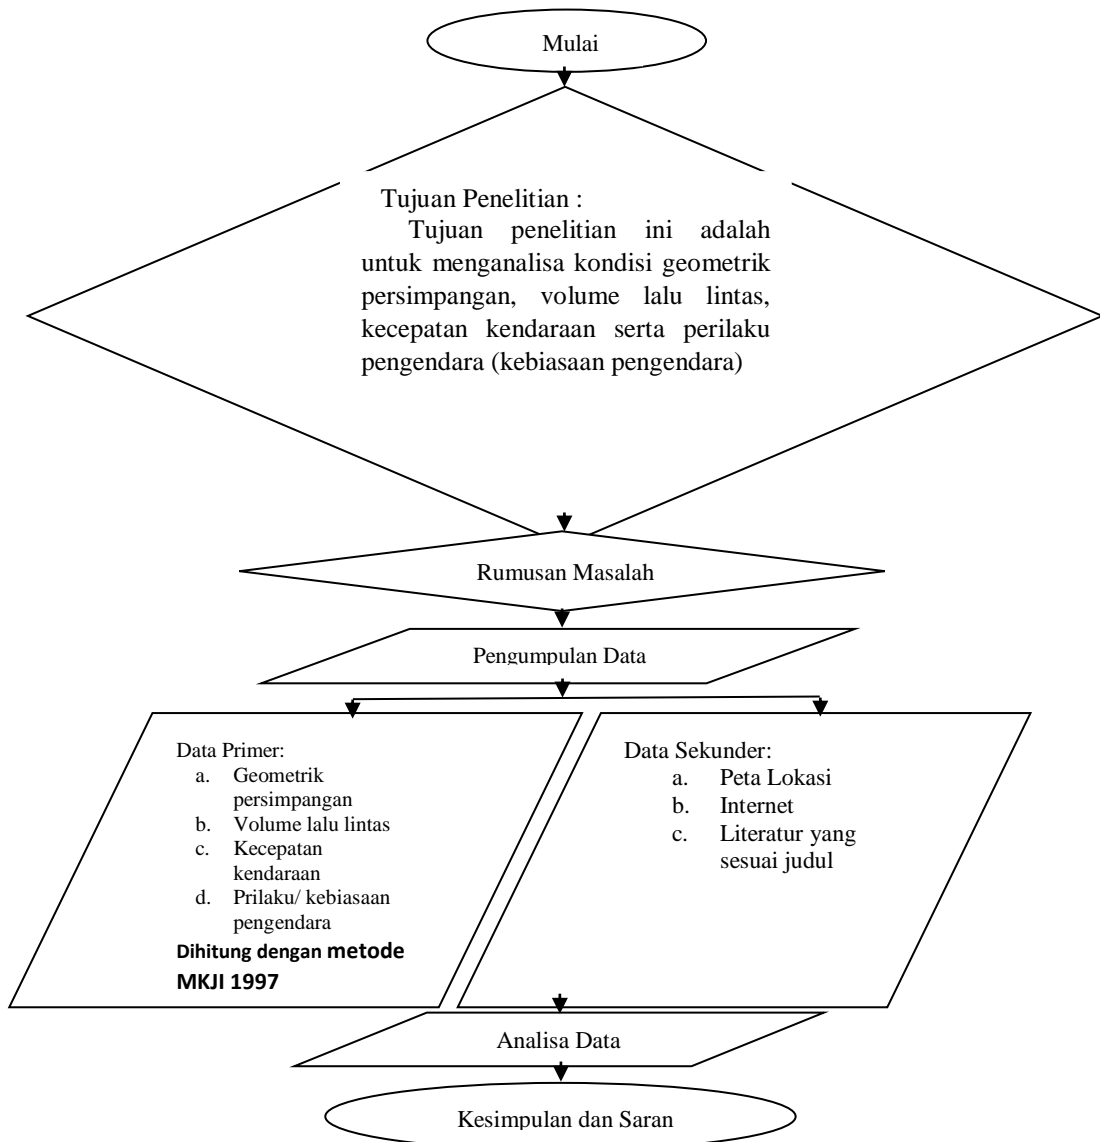 Mulai
Tujuan Penelitian :
Tujuan penelitian ini adalah
untuk menganalisa kondisi geometrik
persimpangan, volume lalu lintas,
kecepatan kendaraan serta perilaku
pengendara (kebiasaan pengendara)
Rumusan Masalah
Pengumpulan Data
Data Primer:
a. Geometrik
persimpangan
b. Volume lalu lintas
c. Kecepatan
kendaraan
d. Prilaku/ kebiasaan
pengendara
Dihitung dengan metode
MKJI 1997
Data Sekunder:
a. Peta Lokasi
b. Internet
c. Literatur yang
sesuai judul
Analisa Data
Kesimpulan dan Saran